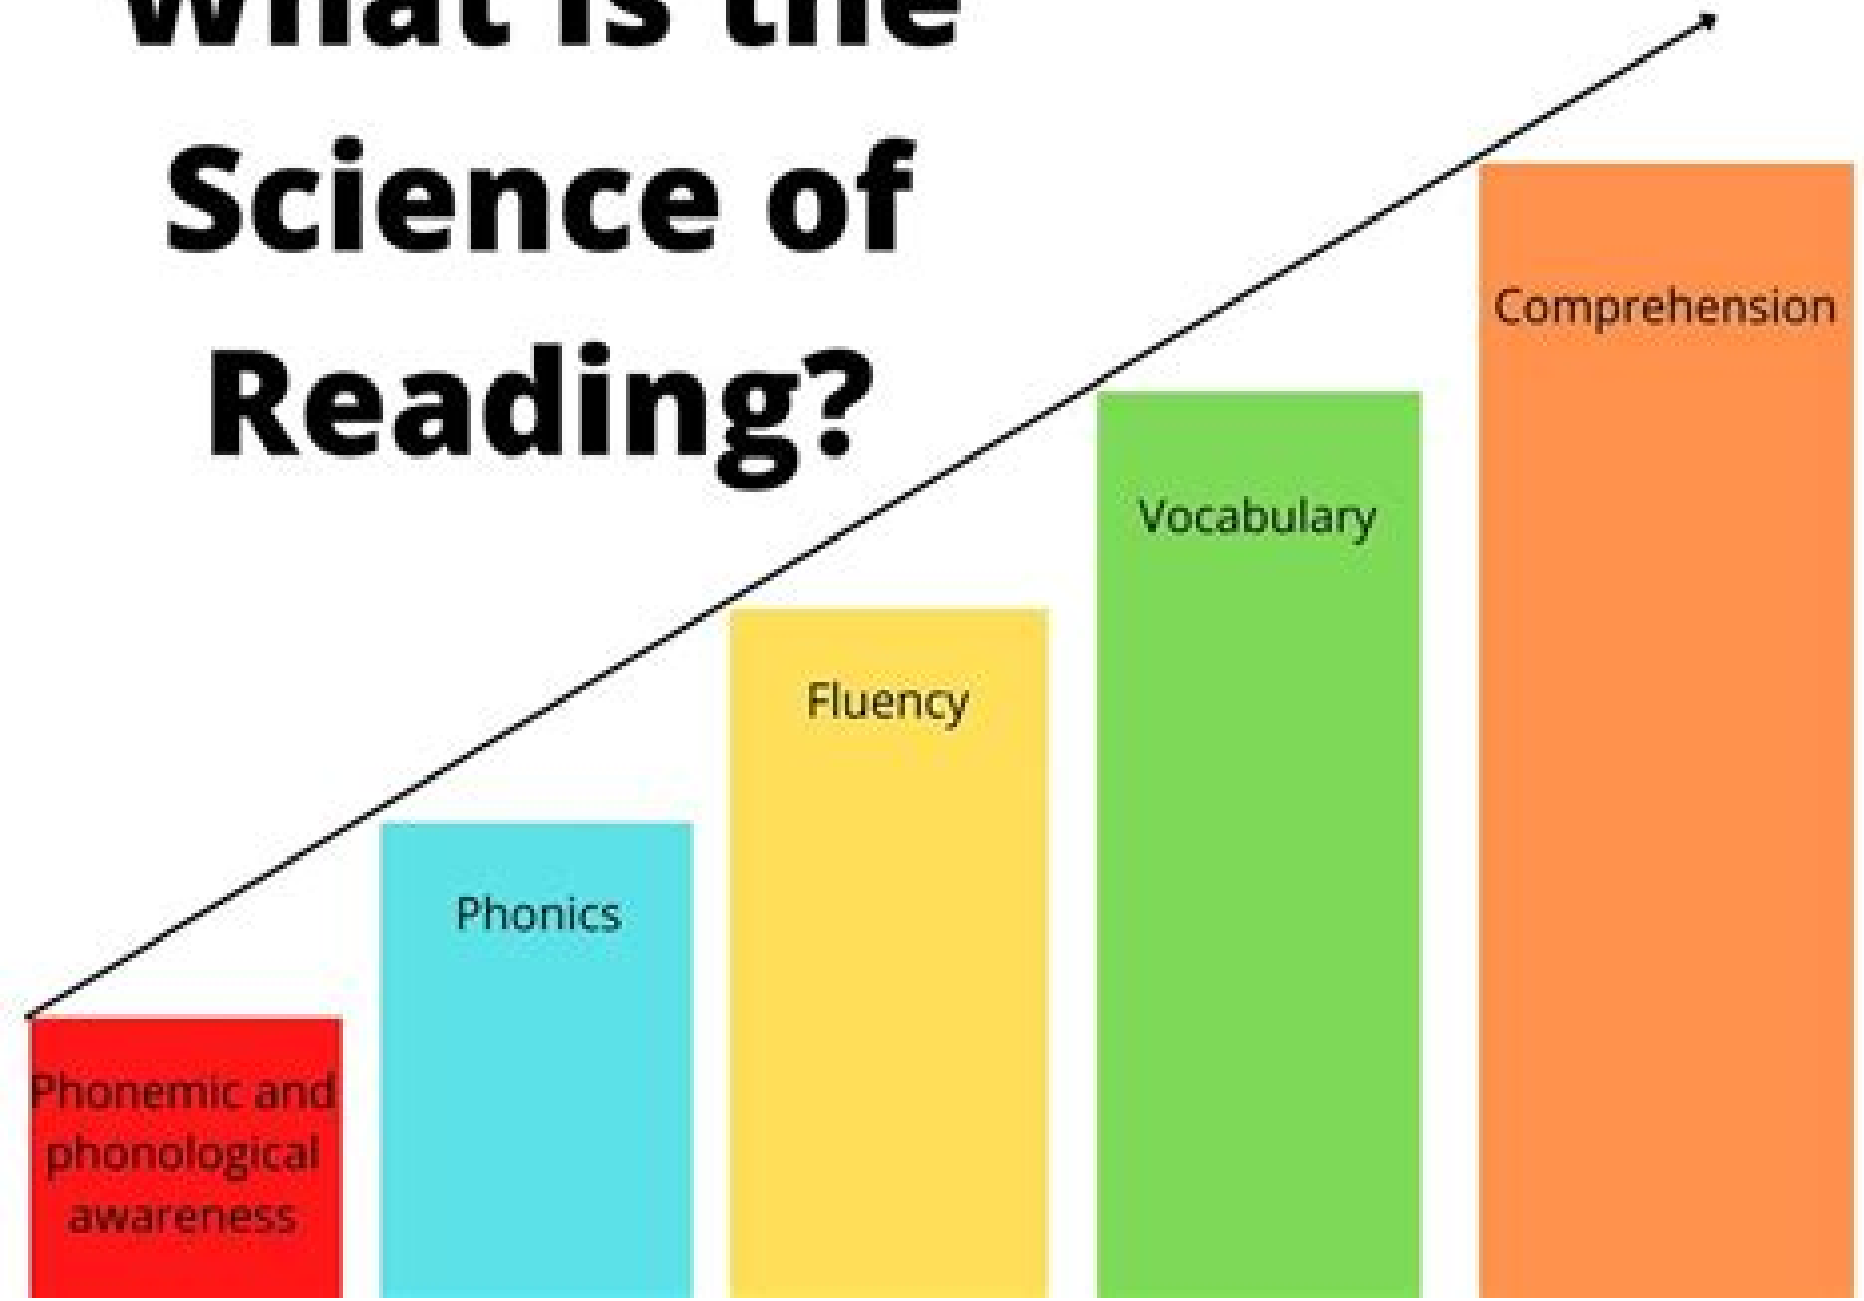 What is the
Science of
Reading?
Comprehension
Vocabulary
Fluency
Phonics
Phonemic and
phonological
awareness